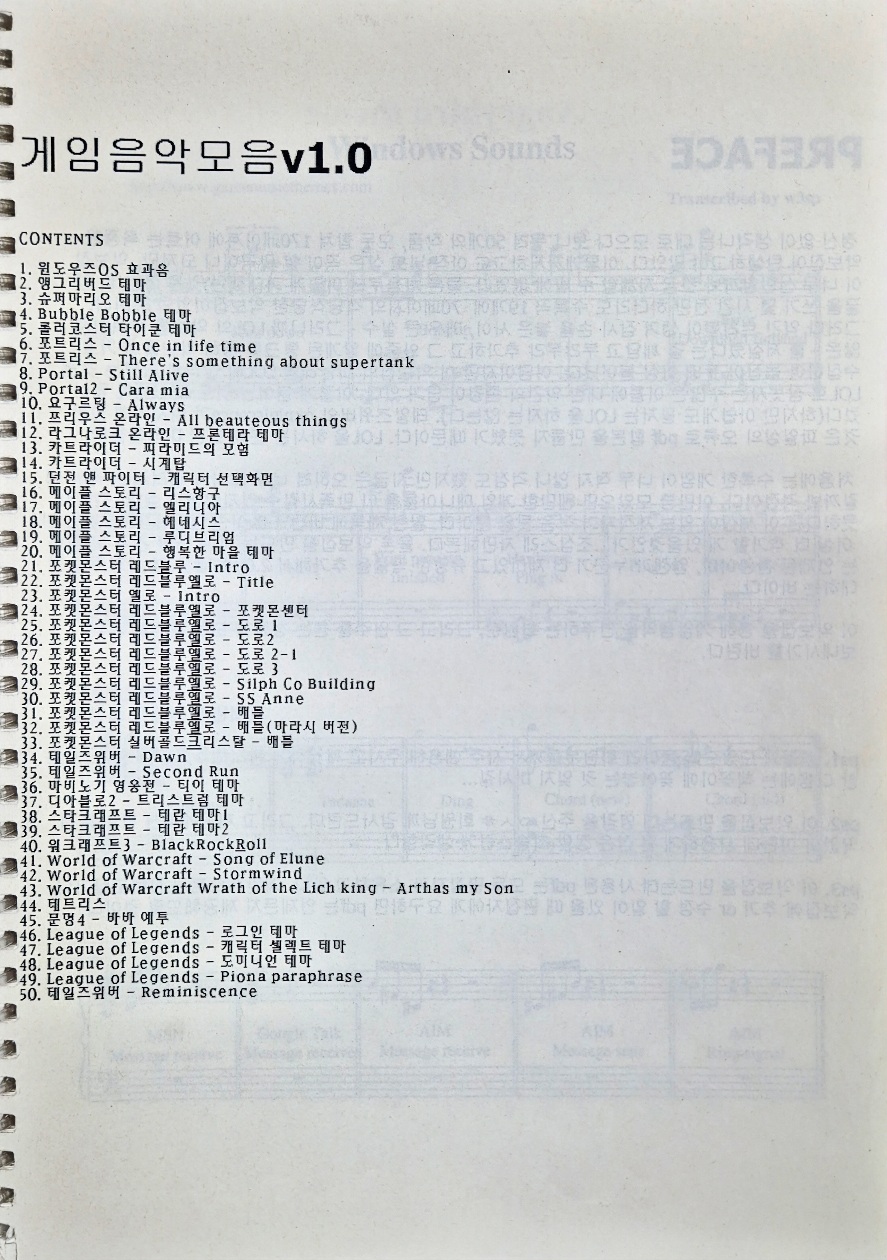 게임음악모음v1.0
CONTENTS
1. 윈도우즈OS 효과음
2. 앵그리버드 테마
3. 슈퍼마리오 테마
4. Bubble Bobble 테마
5. 롤러코스터 타이쿤 테마
6. 포트리스 - Once in life time
7. 포트리스 - There's something about supertank
8. Portal - Still Alive
9. Portal2 - Cara mia
10. 요구르팅 - Always
11. 프리우스 온라인 - All beauteous things
12. 라그나로크 온라인 - 프론테라 테마
13. 카트라이더 - 피라미드의 모험
14. 카트라이더 - 시계탑
15. 던전 앤 파이터 - 캐릭터 선택화면
16. 메이플 스토리 - 리스항구
17. 메이플 스토리 - 엘리니아
18. 메이플 스토리 - 헤네시스
19. 메이플 스토리 - 루디브리엄
20. 메이플 스토리 - 행복한 마을 테마
21. 포켓몬스터 레드블루 - Intro
22. 포켓몬스터 레드블루옐로 - Title
23. 포켓몬스터 옐로 - Intro
24. 포켓몬스터 레드블루옐로 - 포켓몬센터
25. 포켓몬스터 레드블루옐로 - 도로 1
26. 포켓몬스터 레드블루옐로 - 도로2
27. 포켓몬스터 레드블루옐로 - 도로 2-1
28. 포켓몬스터 레드블루옐로 - 도로 3
29. 포켓몬스터 레드블루옐로 - Silph Co Building
30. 포켓몬스터 레드블루옐로 - SS Anne
31. 포켓몬스터 레드블루옐로 - 배틀
32. 포켓몬스터 레드블루옐로 - 배틀(마라시 버전)
33. 포켓몬스터 실버골드크리스탈 - 배틀
34. 테일즈위버 - Dawn
35. 테일즈위버 - Second Run
36. 마비노기 영웅전 - 티이 테마
37. 디아블로2 - 트리스트럼 테마
38. 스타크래프트 - 테란 테마1
39. 스타크래프트 - 테란 테마2
40. 워크래프트3 - BlackRockRoll
41. World of Warcraft - Song of Elune
42. World of Warcraft - Stormwind
43. World of Warcraft Wrath of the Lich king - Arthas my Son
44. 테트리스
45. 문명4 - 바바 예투
46. League of Legends - 로그인 테마
47. League of Legends - 캐릭터 셀렉트 테마
48. League of Legends - 도미니언 테마
49. League of Legends - Piona paraphrase
50. 테일즈위버 - Reminiscence